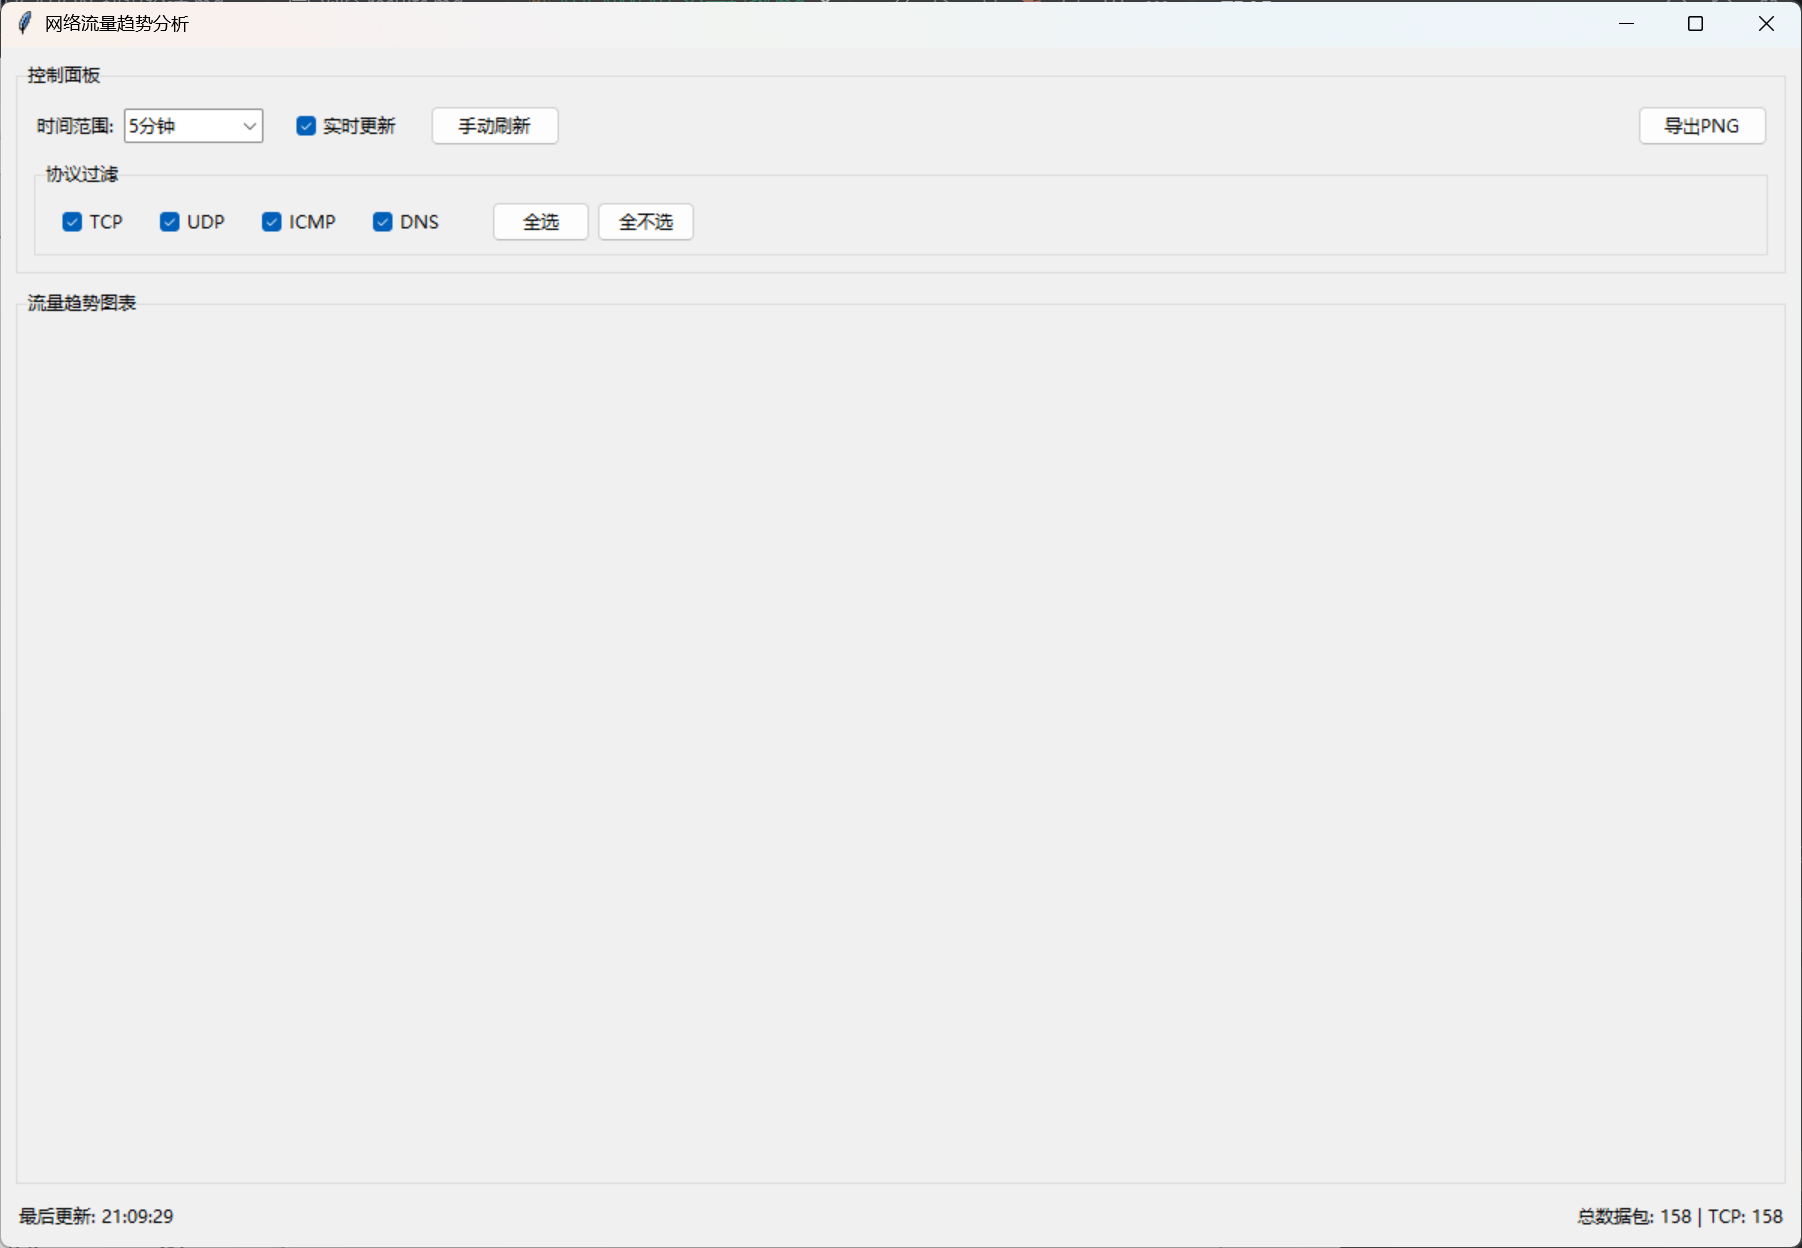 网络流量趋势分析
控制面板
时间范围: 5分钟 实时更新 手动刷新 导出PNG
协议过滤
TCP UDP ICMP DNS 全选 全不选
流量趋势图表
最后更新: 21:09:29 总数据包: 158 | TCP: 158